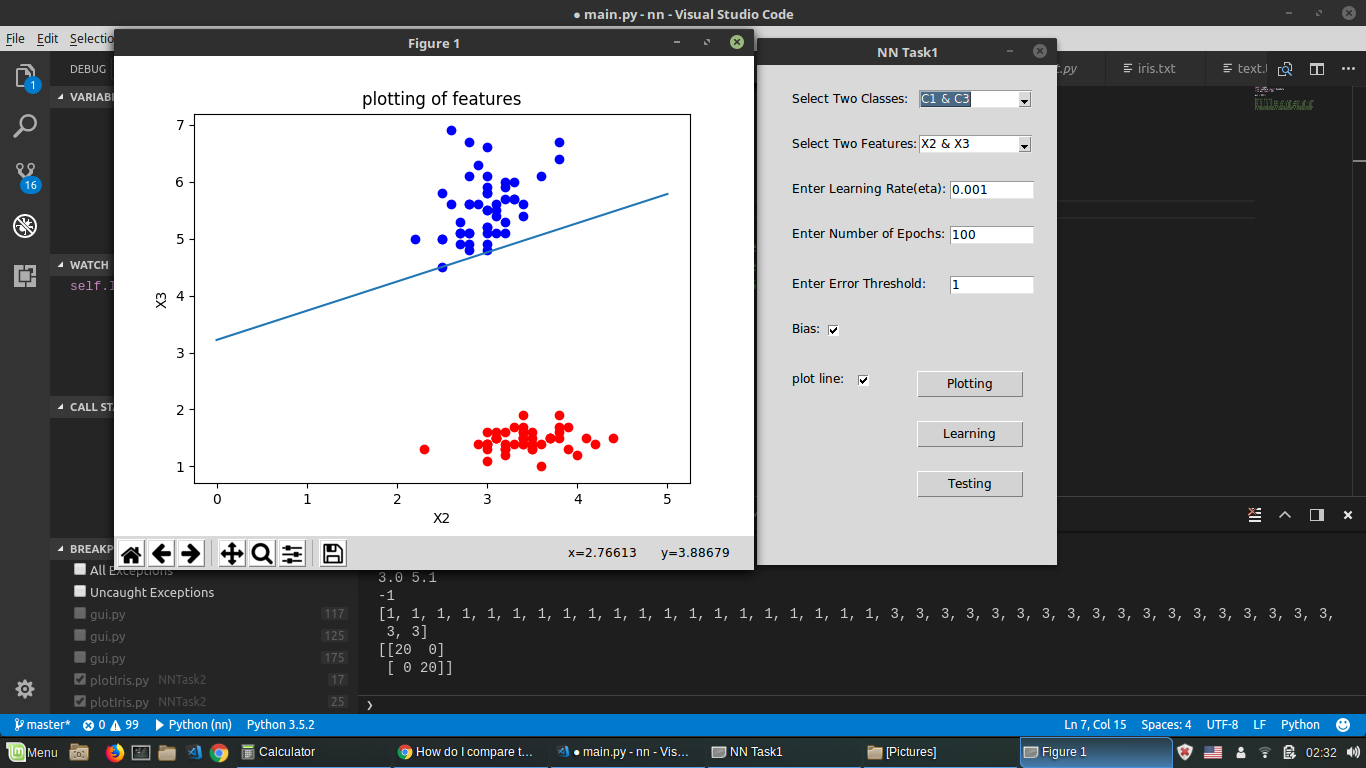 ● main.py - nn - Visual Studio Code
File Edit Selectio
DEBUG
iris.txt
VARIAB
WATCH
CALL STA
BREAKP
All Exceptions
Uncaught Exceptions
gui.py 117
gui.py 125
gui.py 175
plotIris.py NNTask2 17
plotIris.py NNTask2 25
1
16
Figure 1
plotting of features
X3
7
6
5
4
3
2
1
0 1 2 3 4 5
X2
x=2.76613 y=3.88679
NN Task1
Select Two Classes: C1 & C3
Select Two Features: X2 & X3
Enter Learning Rate(eta): 0.001
Enter Number of Epochs: 100
Enter Error Threshold: 1
Bias:
plot line:
Plotting
Learning
Testing
3.0 5.1
-1
[1, 1, 1, 1, 1, 1, 1, 1, 1, 1, 1, 1, 1, 1, 1, 1, 1, 1, 1, 1, 3, 3, 3, 3, 3, 3, 3, 3, 3, 3, 3, 3, 3, 3, 3, 3, 3, 3,
3, 3]
[[20 0]
[ 0 20]]
❯
master* 0 99 Python (nn) Python 3.5.2 Ln 7, Col 15 Spaces: 4 UTF-8 LF Python
Menu Calculator How do I compare t... ● main.py - nn - Vis... NN Task1 [Pictures] Figure 1 02:32